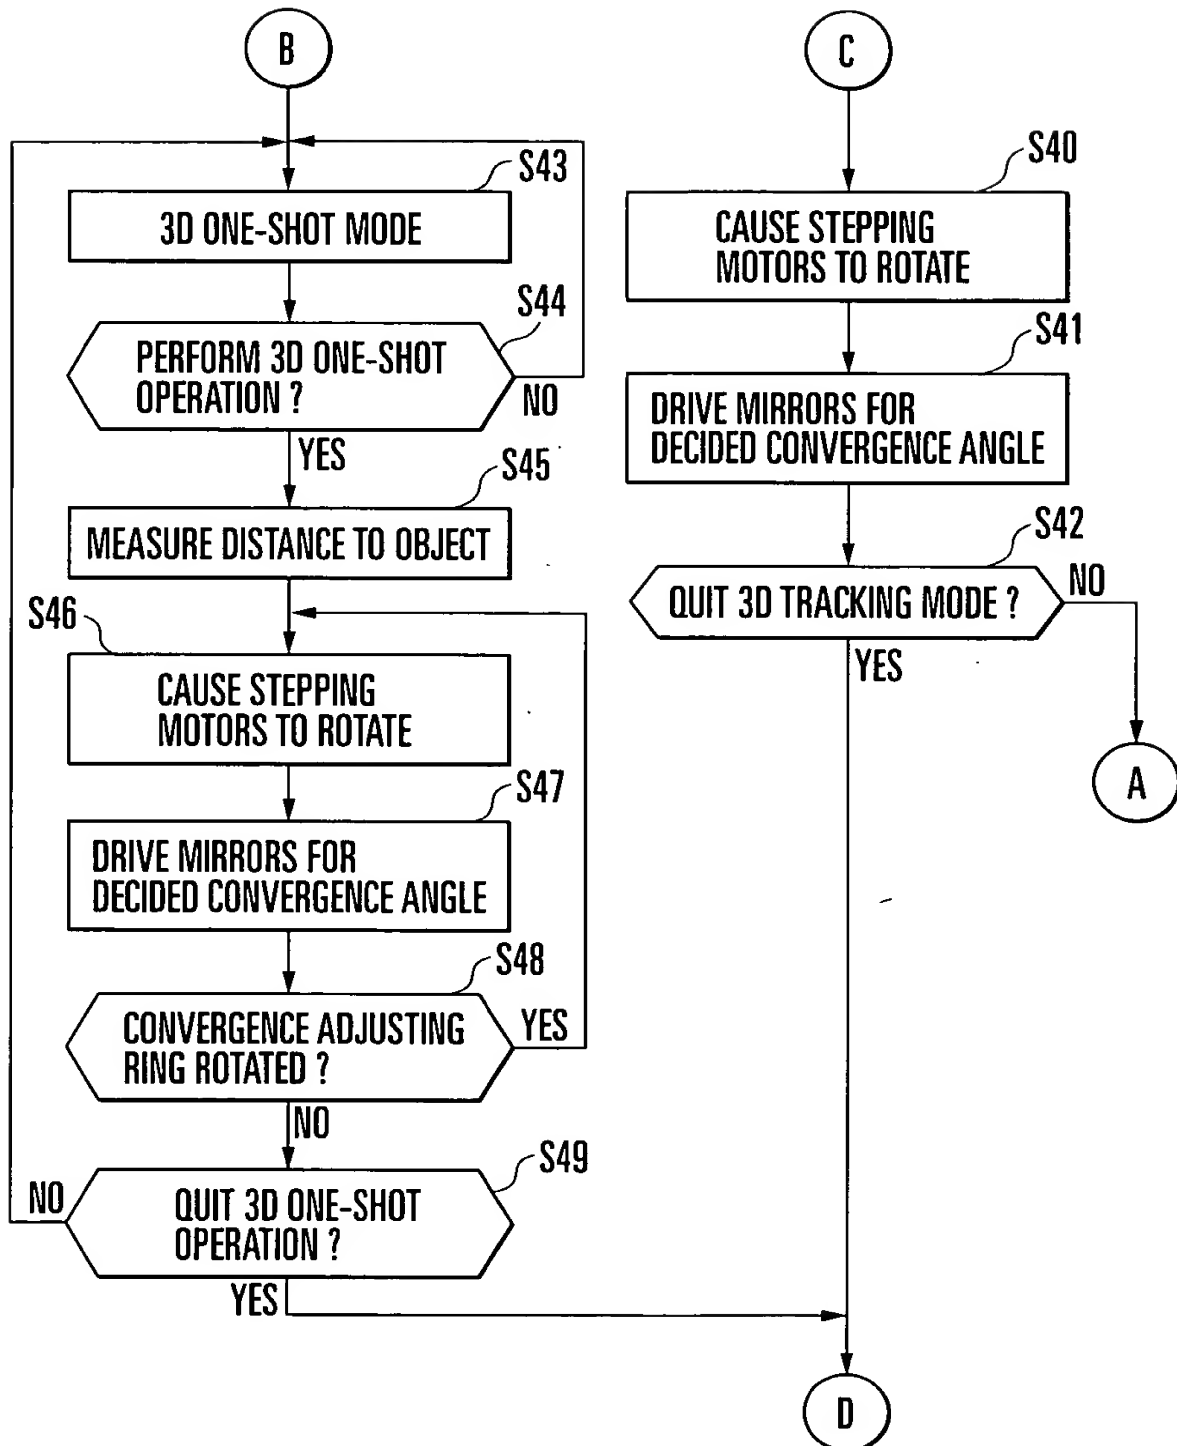 B
S43
3D ONE-SHOT MODE
S44
PERFORM 3D ONE-SHOT
OPERATION ?
NO
YES
S45
MEASURE DISTANCE TO OBJECT
S46
CAUSE STEPPING
MOTORS TO ROTATE
S47
DRIVE MIRRORS FOR
DECIDED CONVERGENCE ANGLE
S48
CONVERGENCE ADJUSTING
RING ROTATED ?
YES
NO
S49
NO
QUIT 3D ONE-SHOT
OPERATION ?
YES
C
S40
CAUSE STEPPING
MOTORS TO ROTATE
S41
DRIVE MIRRORS FOR
DECIDED CONVERGENCE ANGLE
S42
QUIT 3D TRACKING MODE ?
NO
YES
A
D